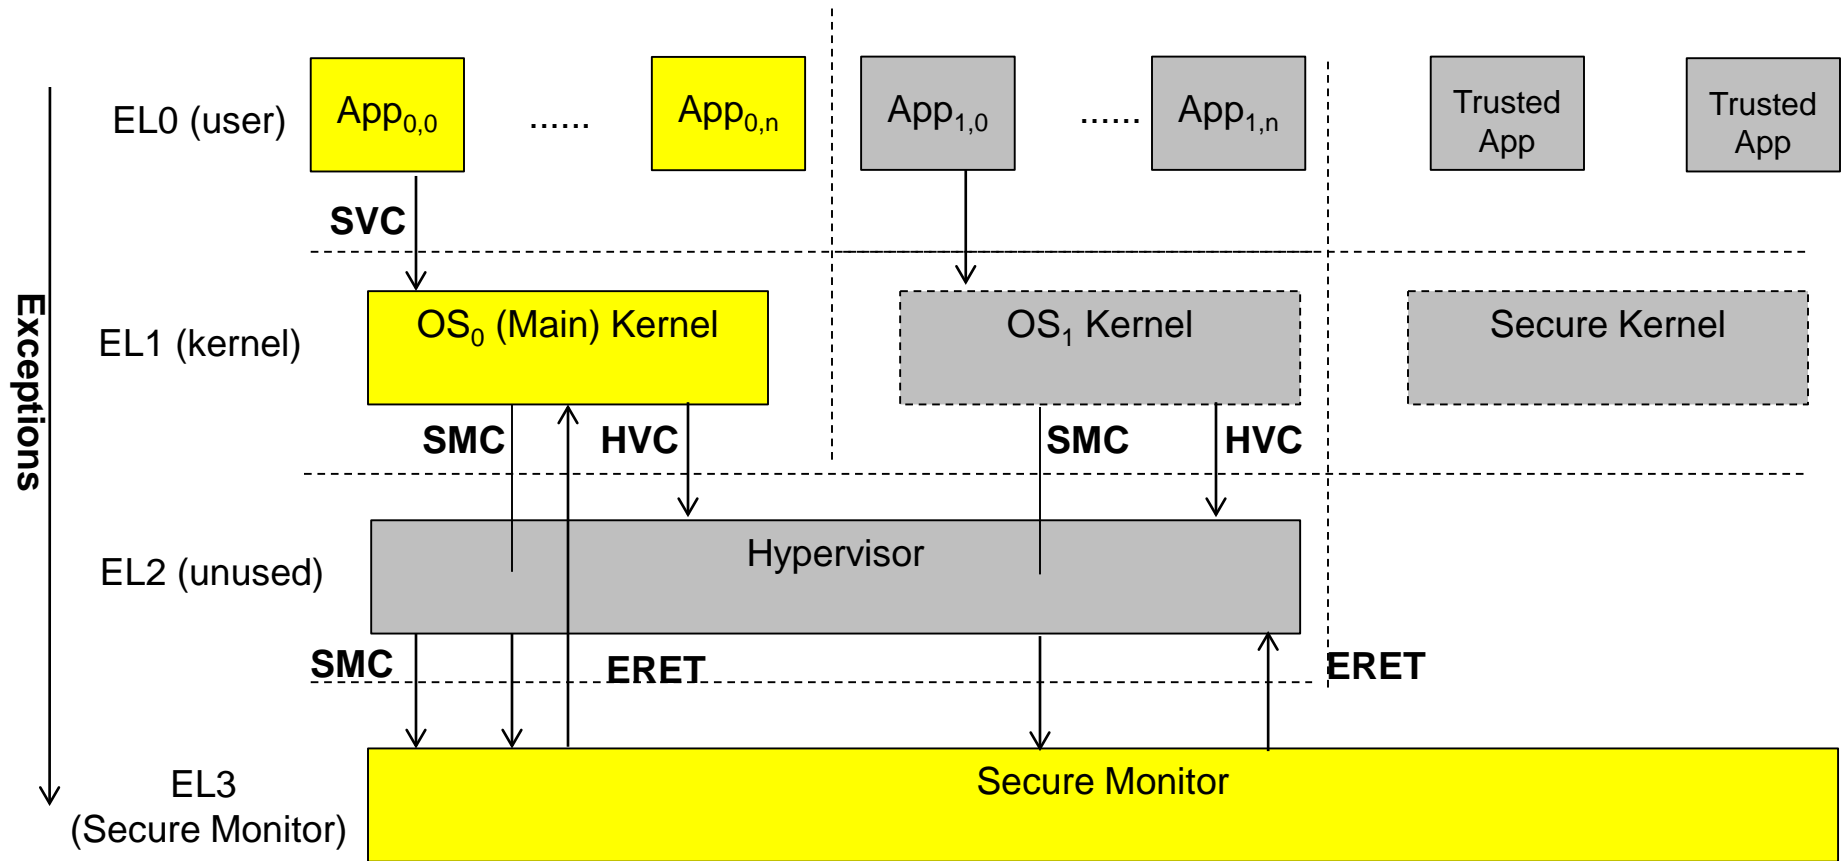 EL0 (user)
App0,0
......
App0,n
App1,0
......
App1,n
Trusted
App
Trusted
App
SVC
Exceptions
EL1 (kernel)
OS0 (Main) Kernel
OS1 Kernel
Secure Kernel
SMC
HVC
SMC
HVC
EL2 (unused)
Hypervisor
SMC
ERET
ERET
EL3
(Secure Monitor)
Secure Monitor